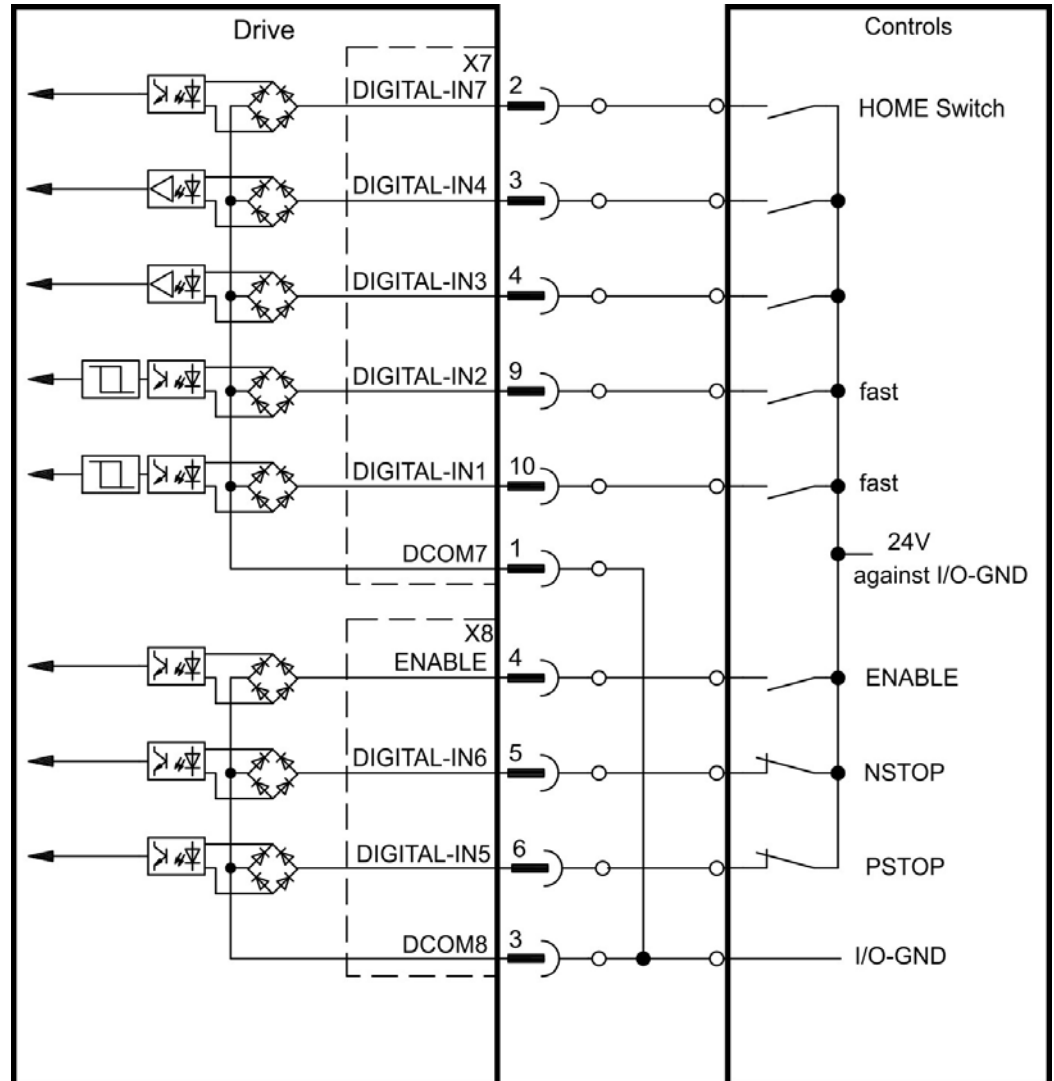 Drive
Controls
X7
DIGITAL-IN7
2
HOME Switch
DIGITAL-IN4
3
DIGITAL-IN3
4
DIGITAL-IN2
9
fast
DIGITAL-IN1
10
fast
24V
against I/O-GND
DCOM7
1
X8
ENABLE
4
ENABLE
DIGITAL-IN6
5
NSTOP
DIGITAL-IN5
6
PSTOP
DCOM8
3
I/O-GND